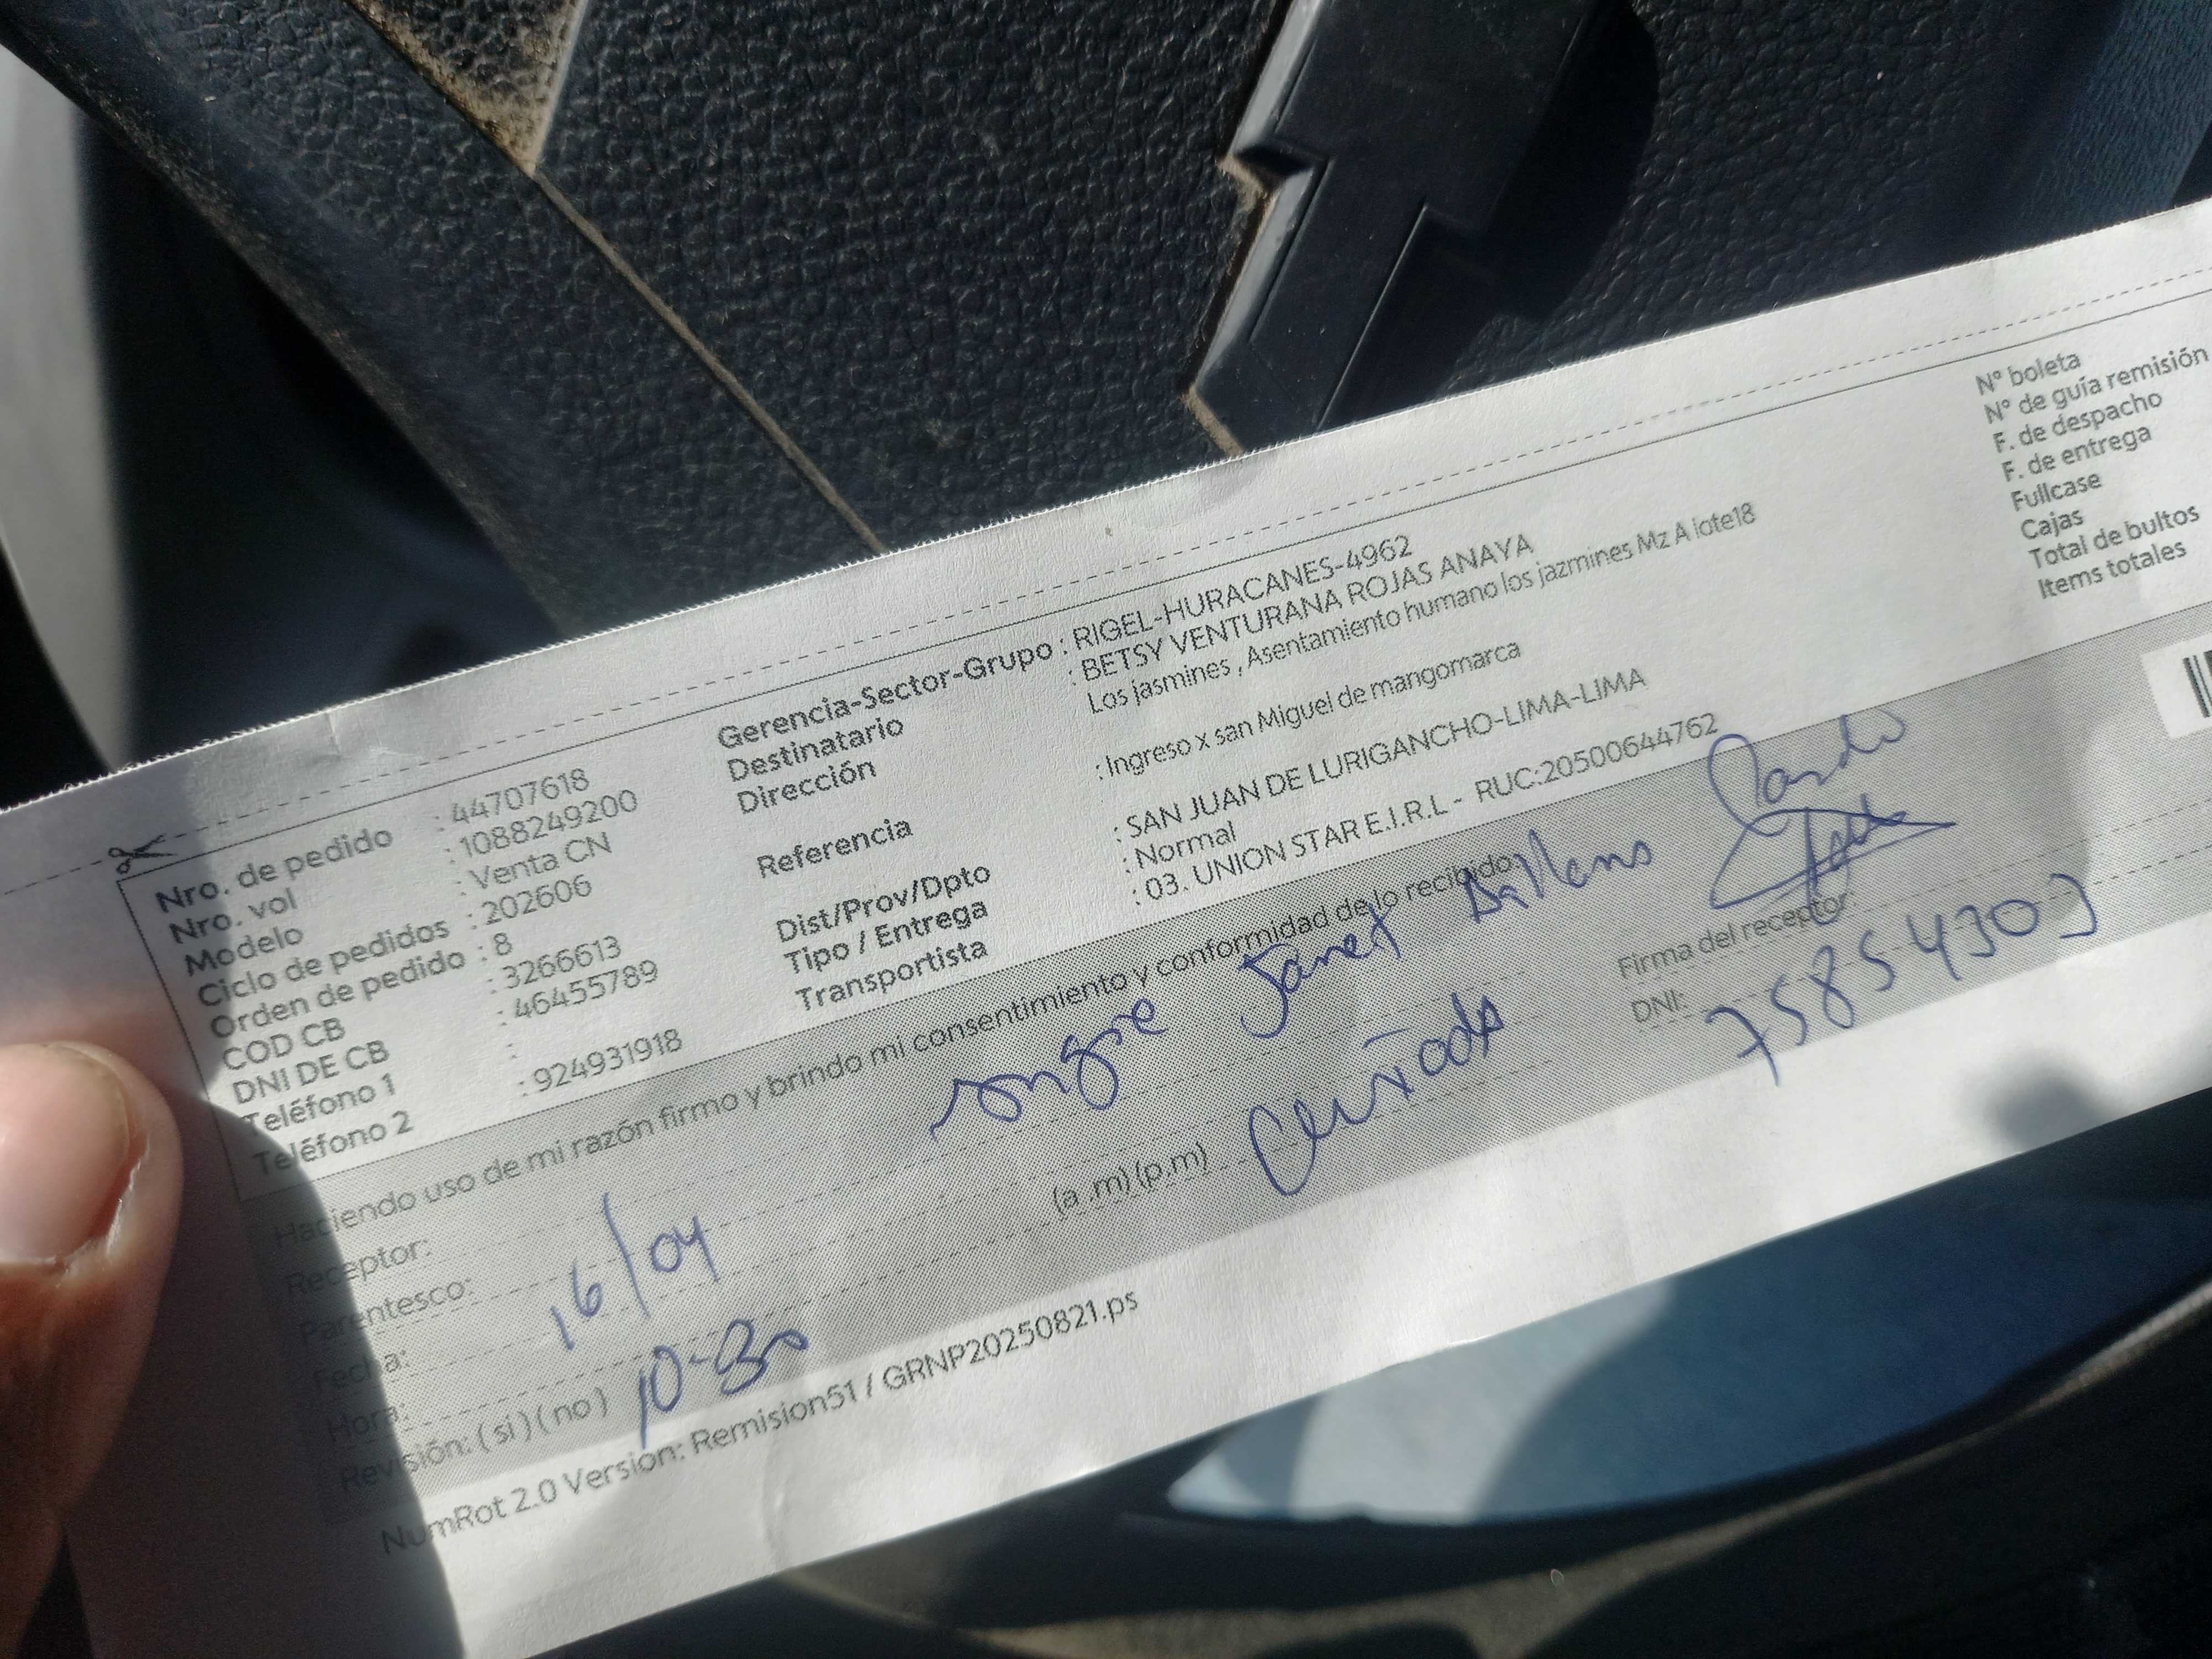 Nro. de pedido : 44707618
Nro. vol : 1088249200
Modelo : Venta CN
Ciclo de pedidos : 202606
Orden de pedido : 8
COD CB : 3266613
DNI DE CB : 46455789
Teléfono 1 :
Teléfono 2 : 924931918
Gerencia-Sector-Grupo : RIGEL-HURACANES-4962
Destinatario : BETSY VENTURANA ROJAS ANAYA
Dirección Los jasmines , Asentamiento humano los jazmines Mz A iote18
Referencia : Ingreso x san Miguel de mangomarca
Dist/Prov/Dpto : SAN JUAN DE LURIGANCHO-LIMA-LIMA
Tipo / Entrega : Normal
Transportista : 03. UNION STAR E.I.R.L - RUC:20500644762
N° boleta
N° de guía remisión
F. de despacho
F. de entrega
Fullcase
Cajas
Total de bultos
Items totales
Haciendo uso de mi razón firmo y brindo mi consentimiento y conformidad de lo recibido
Receptor: Janet
Parentesco: Cuñada
Fecha: 16/04
Hora: 10-30 (a .m) (p.m)
Revisión: ( si ) ( no )
Firma del receptor:
DNI:
NumRot 2.0 Version: Remision51 / GRNP20250821.ps